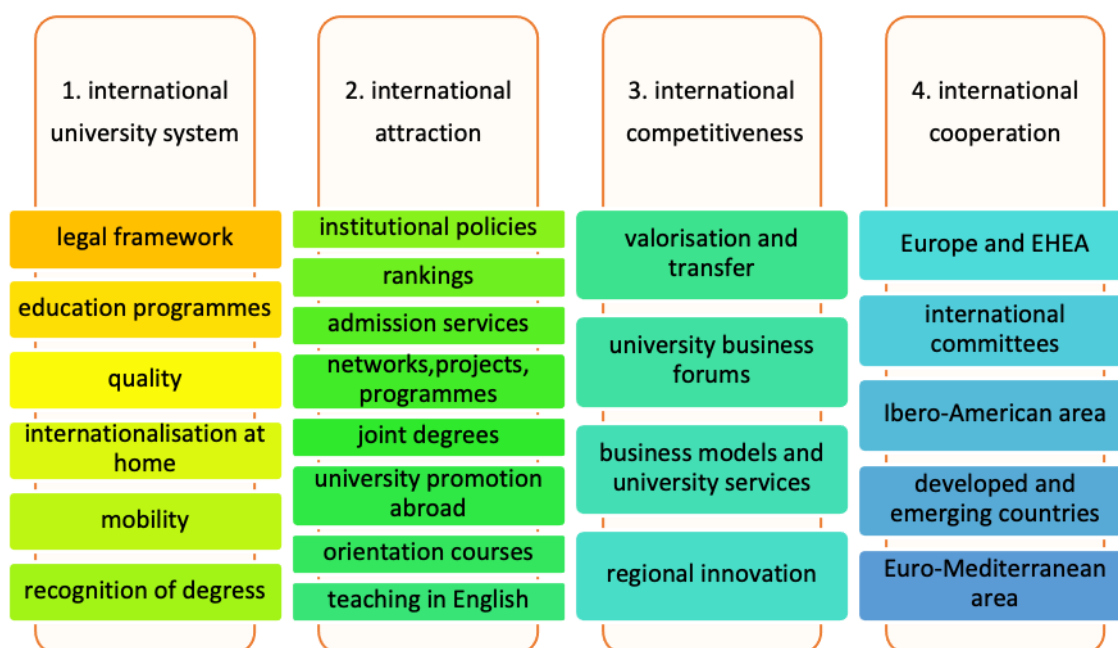 1. international
university system
legal framework
education programmes
quality
internationalisation at
home
mobility
recognition of degress
2. international
attraction
institutional policies
rankings
admission services
networks,projects,
programmes
joint degrees
university promotion
abroad
orientation courses
teaching in English
3. international
competitiveness
valorisation and
transfer
university business
forums
business models and
university services
regional innovation
4. international
cooperation
Europe and EHEA
international
committees
Ibero-American area
developed and
emerging countries
Euro-Mediterranean
area